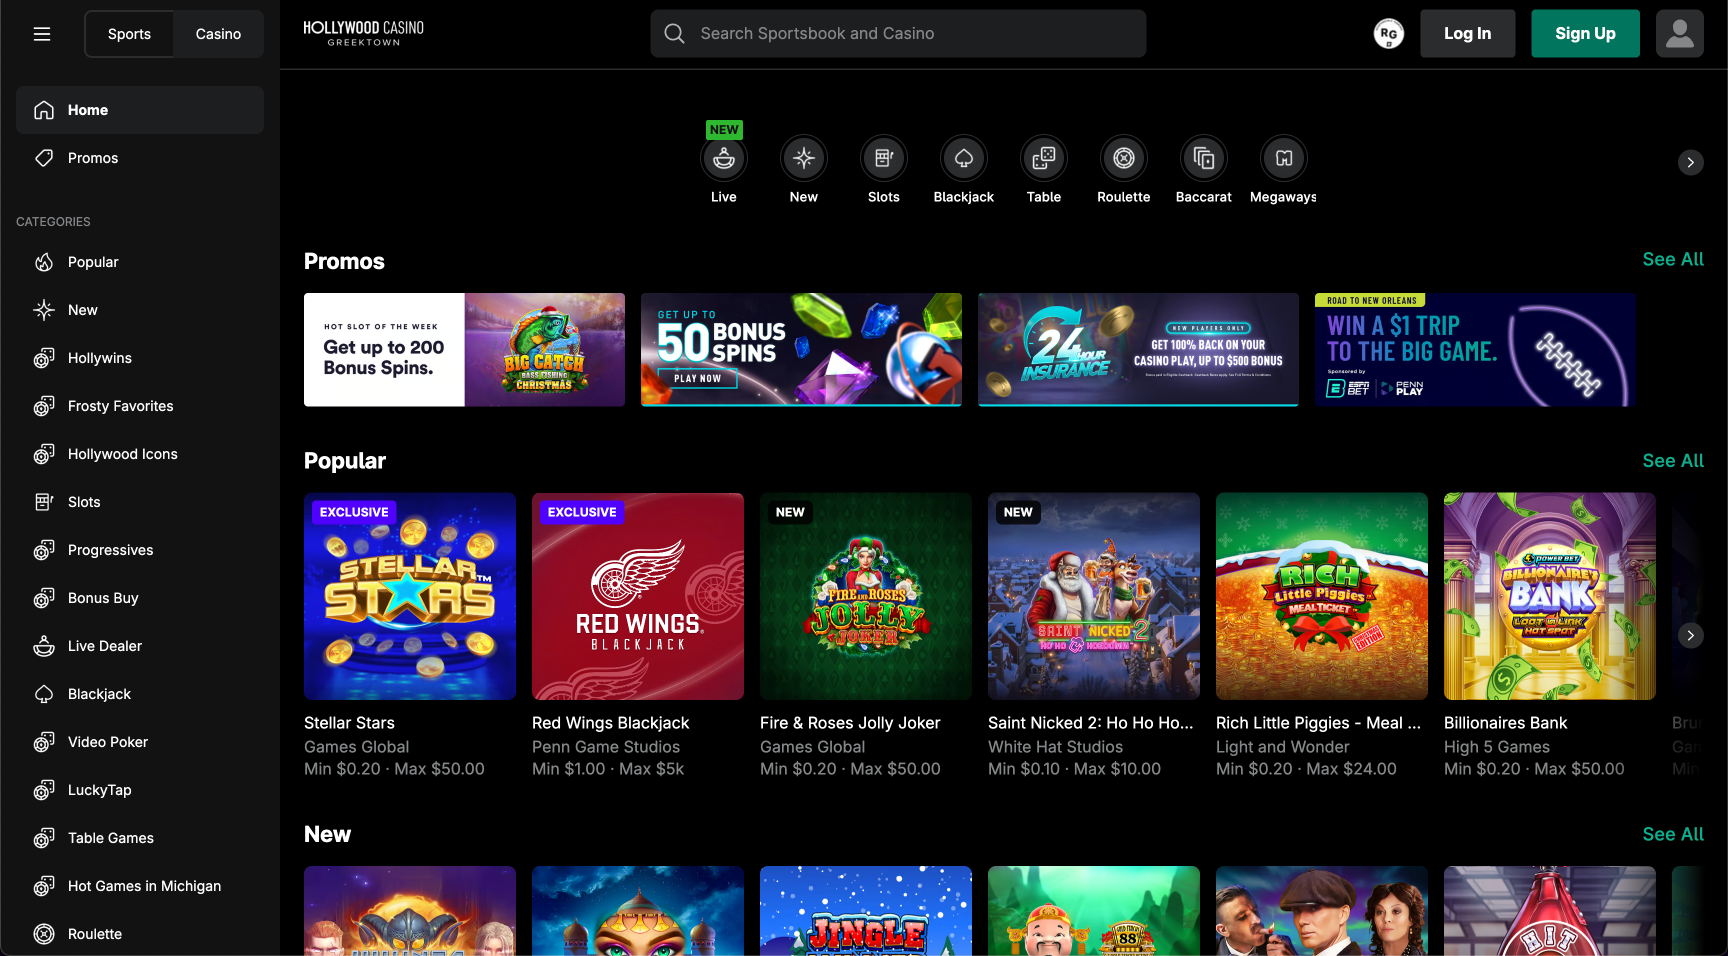 Sports
Casino
HOLLYWOOD CASINO
GREEKTOWN
Search Sportsbook and Casino
RG
Log In
Sign Up
Home
Promos
CATEGORIES
Popular
New
Hollywins
Frosty Favorites
Hollywood Icons
Slots
Progressives
Bonus Buy
Live Dealer
Blackjack
Video Poker
LuckyTap
Table Games
Hot Games in Michigan
Roulette
NEW
Live
New
Slots
Blackjack
Table
Roulette
Baccarat
Megaways
Promos
See All
HOT SLOT OF THE WEEK
Get up to 200
Bonus Spins.
BIG CATCH
BASS FISHING
CHRISTMAS
GET UP TO
50 BONUS
SPINS
PLAY NOW
24 HOUR
INSURANCE
NEW PLAYERS ONLY
GET 100% BACK ON YOUR
CASINO PLAY, UP TO $500 BONUS
ROAD TO NEW ORLEANS
WIN A $1 TRIP
TO THE BIG GAME.
Sponsored by
ESPN BET
PENN PLAY
Popular
See All
EXCLUSIVE
STELLAR
STARS™
Stellar Stars
Games Global
Min $0.20 · Max $50.00
EXCLUSIVE
RED WINGS®
BLACKJACK
Red Wings Blackjack
Penn Game Studios
Min $1.00 · Max $5k
NEW
FIRE AND ROSES
JOLLY
JOKER
Fire & Roses Jolly Joker
Games Global
Min $0.20 · Max $50.00
NEW
SAINT NICKED 2
HO HO HOEDOWN
Saint Nicked 2: Ho Ho Ho...
White Hat Studios
Min $0.10 · Max $10.00
RICH
Little Piggies
MEAL TICKET
EDITION
Rich Little Piggies - Meal ...
Light and Wonder
Min $0.20 · Max $24.00
POWER BET
BILLIONAIRE'S
BANK
LOOT LINK
HOT SPOT
Billionaires Bank
High 5 Games
Min $0.20 · Max $50.00
Min
New
See All
JINGLE
88
HIT